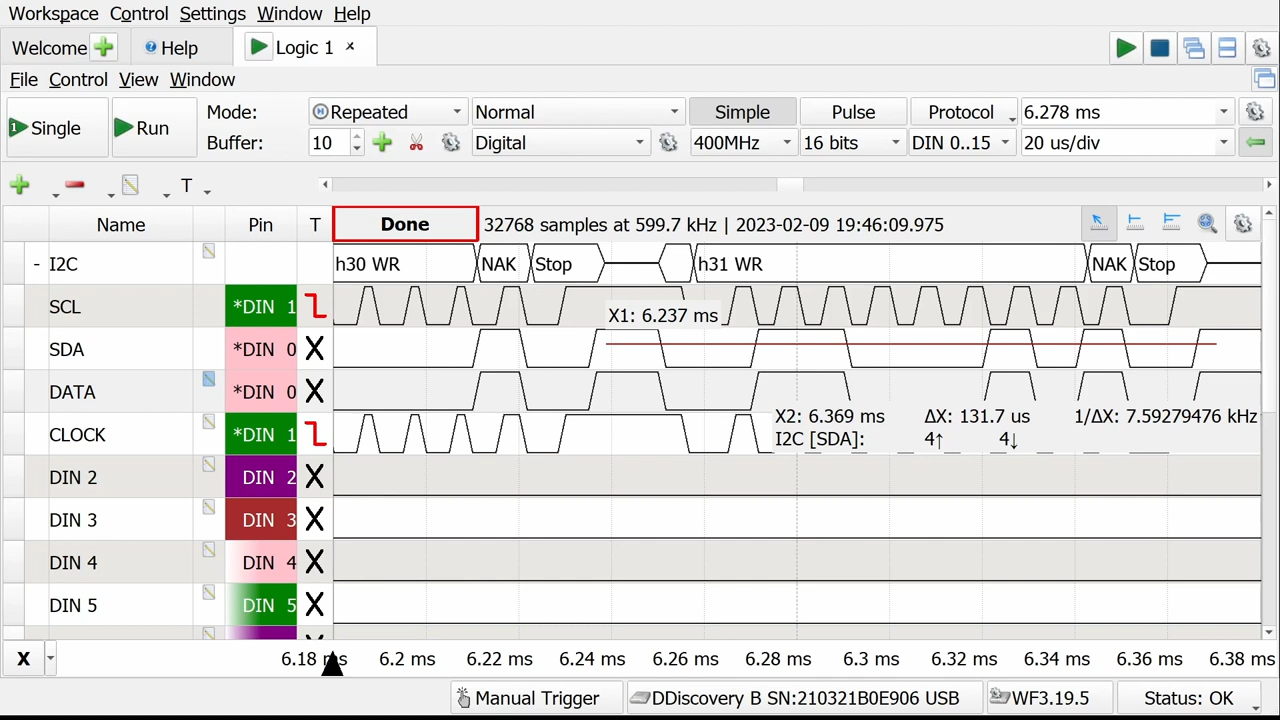 Workspace Control Settings Window Help
Welcome Help Logic 1
File Control View Window
Single Run Mode: Repeated Normal Simple Pulse Protocol 6.278 ms
Buffer: 10 Digital 400MHz 16 bits DIN 0..15 20 us/div
T
Name Pin T Done 32768 samples at 599.7 kHz | 2023-02-09 19:46:09.975
- I2C h30 WR NAK Stop h31 WR NAK Stop
SCL *DIN 1
X1: 6.237 ms
SDA *DIN 0 X
DATA *DIN 0 X
X2: 6.369 ms ΔX: 131.7 us 1/ΔX: 7.59279476 kHz
CLOCK *DIN 1
I2C [SDA]: 4↑ 4↓
DIN 2 DIN 2 X
DIN 3 DIN 3 X
DIN 4 DIN 4 X
DIN 5 DIN 5 X
X 6.18 ms 6.2 ms 6.22 ms 6.24 ms 6.26 ms 6.28 ms 6.3 ms 6.32 ms 6.34 ms 6.36 ms 6.38 ms
Manual Trigger DDiscovery B SN:210321B0E906 USB WF3.19.5 Status: OK